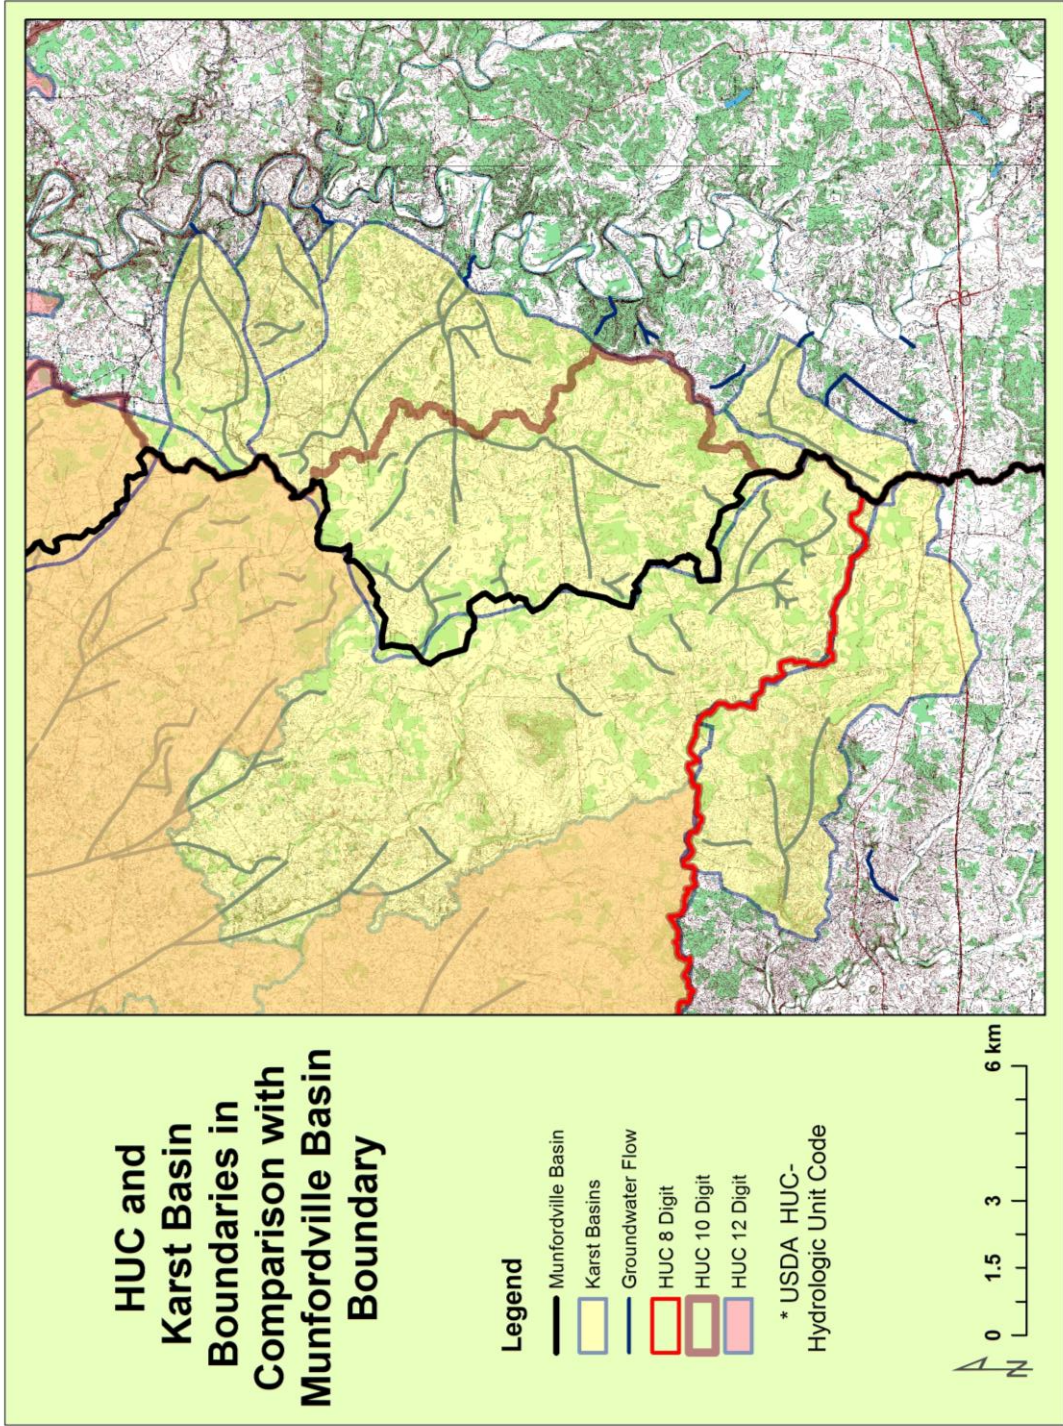 HUC and
Karst Basin
Boundaries in
Comparison with
Munfordville Basin
Boundary
Legend
Munfordville Basin
Karst Basins
Groundwater Flow
HUC 8 Digit
HUC 10 Digit
HUC 12 Digit
* USDA HUC-
Hydrologic Unit Code
0 1.5 3 6 km
N